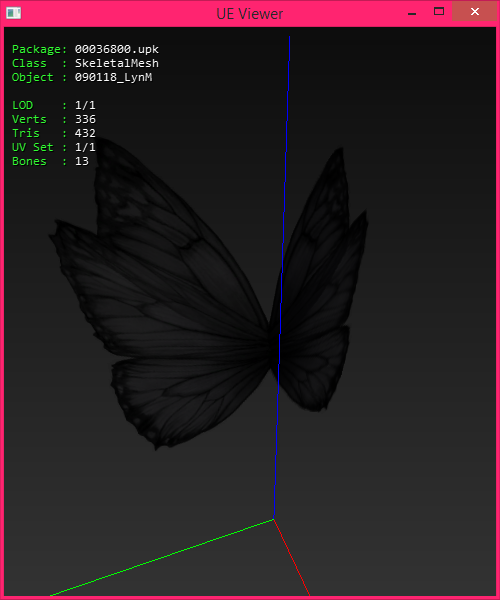 UE Viewer
Package: 00036800.upk
Class : SkeletalMesh
Object : 090118_LynM
LOD : 1/1
Verts : 336
Tris : 432
UV Set : 1/1
Bones : 13